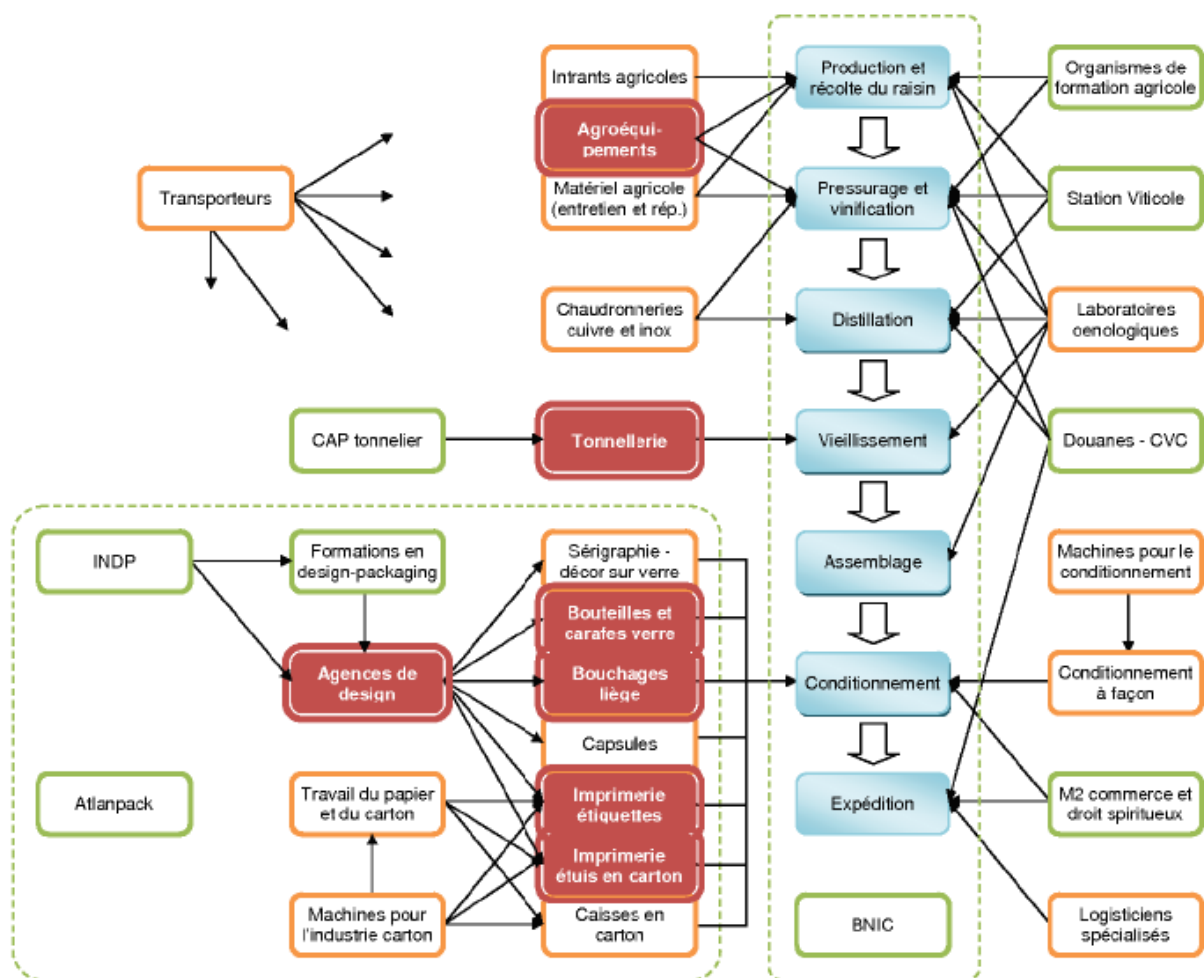 Intrants agricoles
Production et
récolte du raisin
Organismes de
formation agricole
Agroéqui-
pements
Transporteurs
Matériel agricole
(entretien et rép.)
Pressurage et
vinification
Station Viticole
Chaudronneries
cuivre et inox
Distillation
Laboratoires
oenologiques
CAP tonnelier
Tonnellerie
Vieillissement
Douanes - CVC
INDP
Formations en
design-packaging
Sérigraphie -
décor sur verre
Assemblage
Machines pour le
conditionnement
Bouteilles et
carafes verre
Agences de
design
Bouchages
liège
Conditionnement
Conditionnement
à façon
Capsules
Atlanpack
Travail du papier
et du carton
Imprimerie
étiquettes
Expédition
M2 commerce et
droit spiritueux
Imprimerie
étuis en carton
Machines pour
l'industrie carton
Caisses en
carton
BNIC
Logisticiens
spécialisés